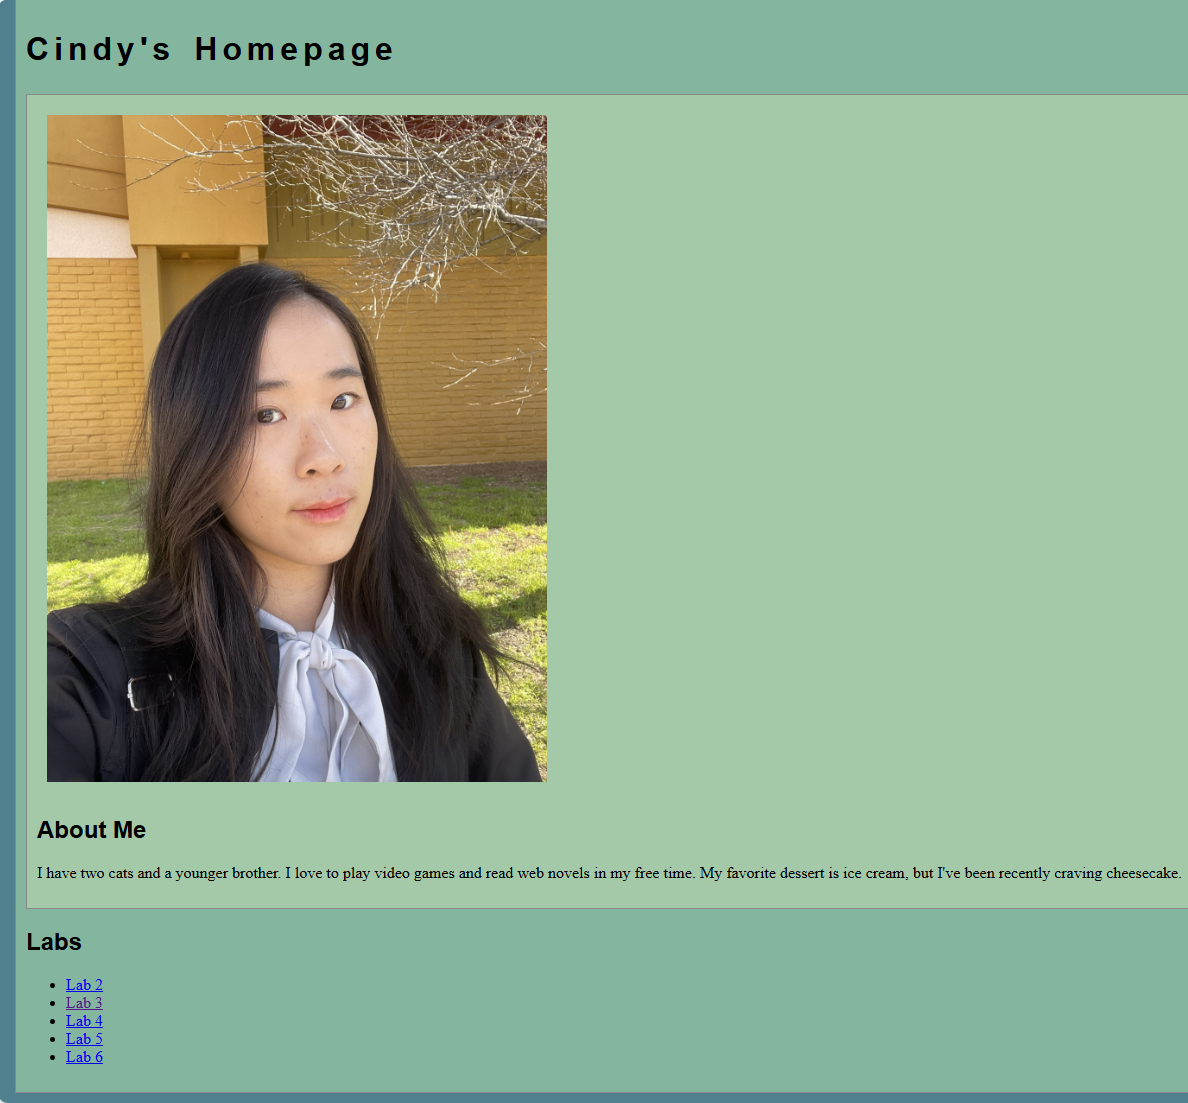 Cindy's Homepage
About Me
I have two cats and a younger brother. I love to play video games and read web novels in my free time. My favorite dessert is ice cream, but I've been recently craving cheesecake.
Labs
Lab 2
Lab 3
Lab 4
Lab 5
Lab 6